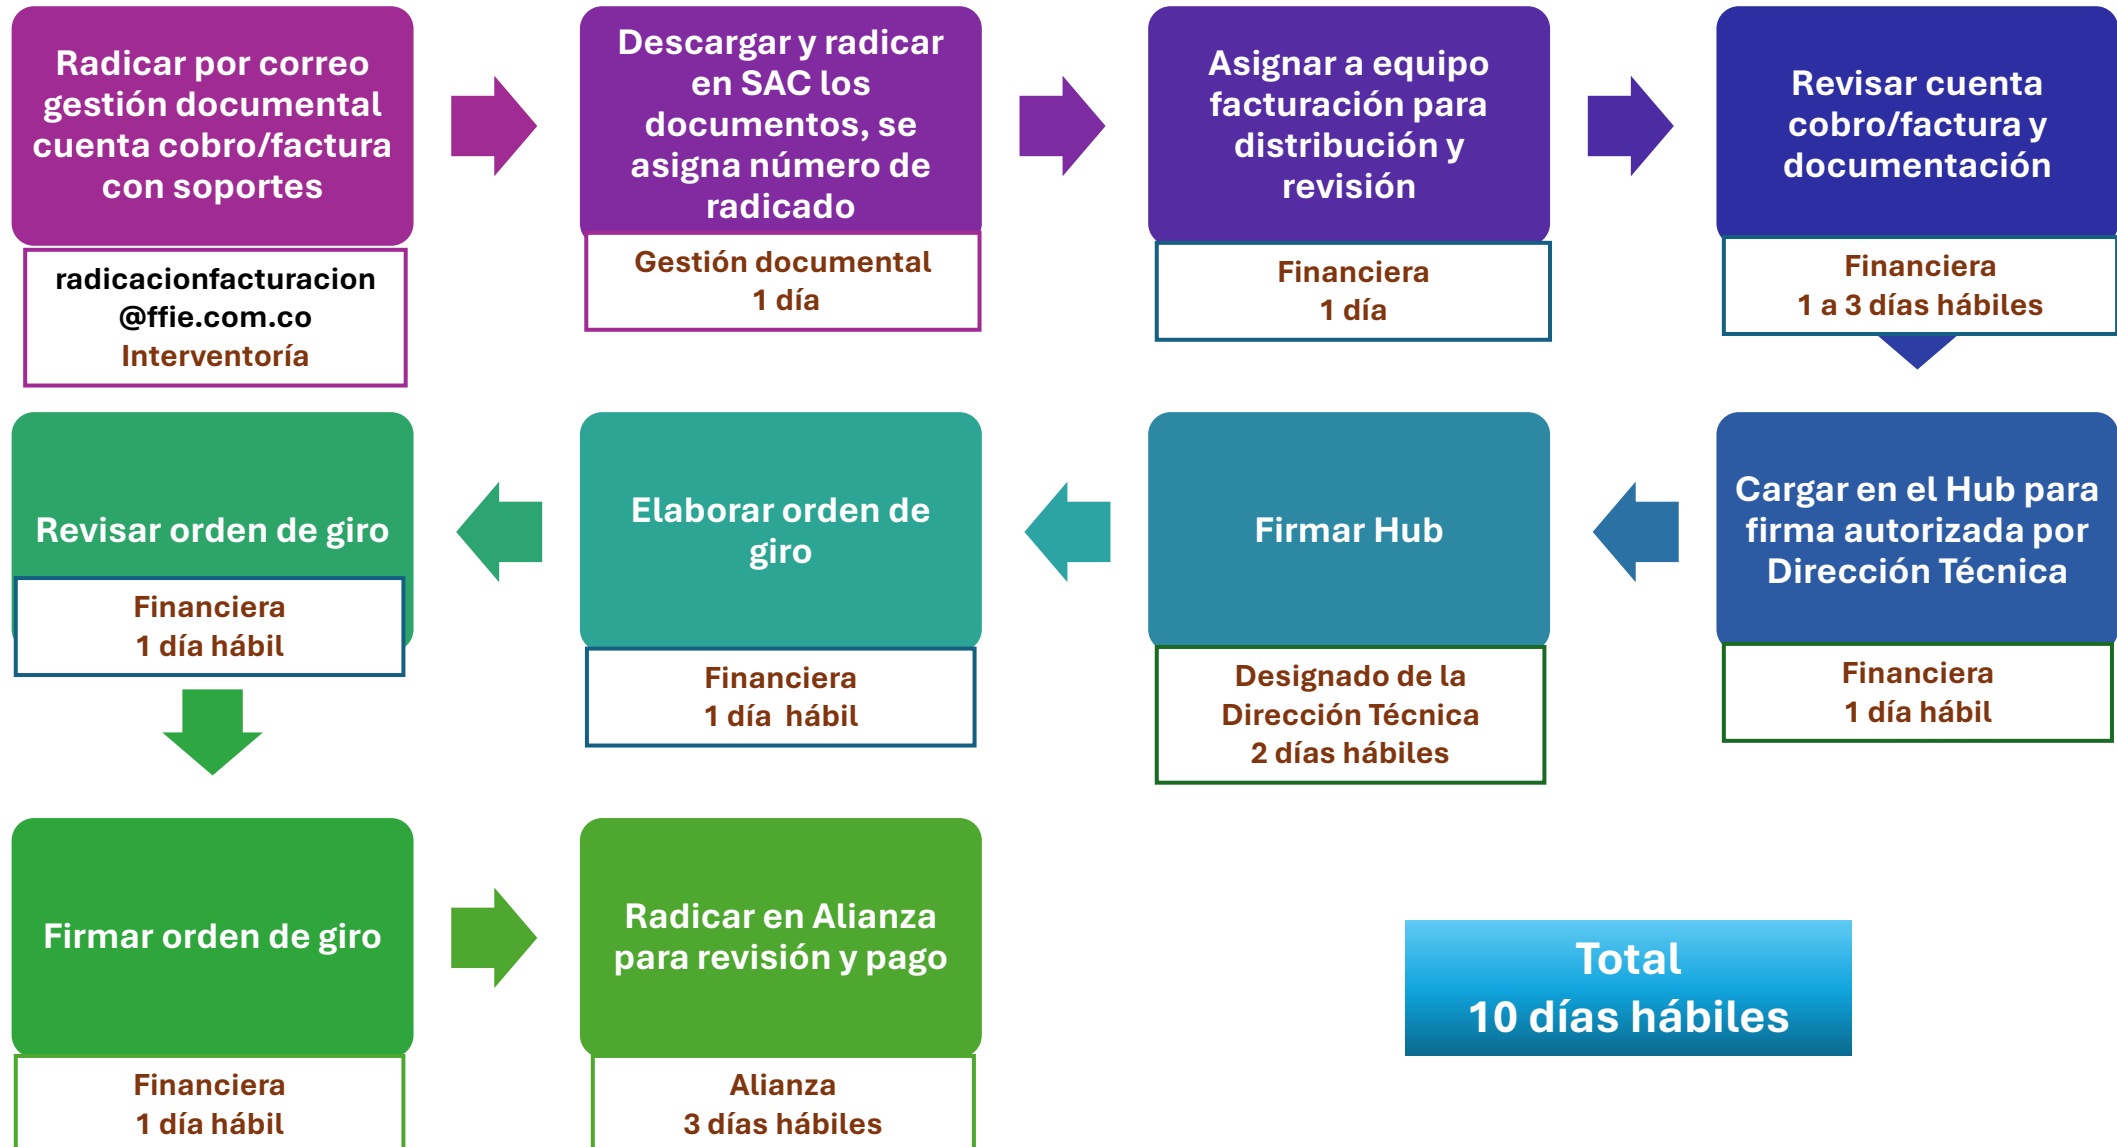 Radicar por correo
gestión documental
cuenta cobro/factura
con soportes
radicacionfacturacion
@ffie.com.co
Interventoría
Descargar y radicar
en SAC los
documentos, se
asigna número de
radicado
Gestión documental
1 día
Asignar a equipo
facturación para
distribución y
revisión
Financiera
1 día
Revisar cuenta
cobro/factura y
documentación
Financiera
1 a 3 días hábiles
Cargar en el Hub para
firma autorizada por
Dirección Técnica
Financiera
1 día hábil
Firmar Hub
Designado de la
Dirección Técnica
2 días hábiles
Elaborar orden de
giro
Financiera
1 día  hábil
Revisar orden de giro
Financiera
1 día hábil
Firmar orden de giro
Financiera
1 día hábil
Radicar en Alianza
para revisión y pago
Alianza
3 días hábiles
Total
10 días hábiles